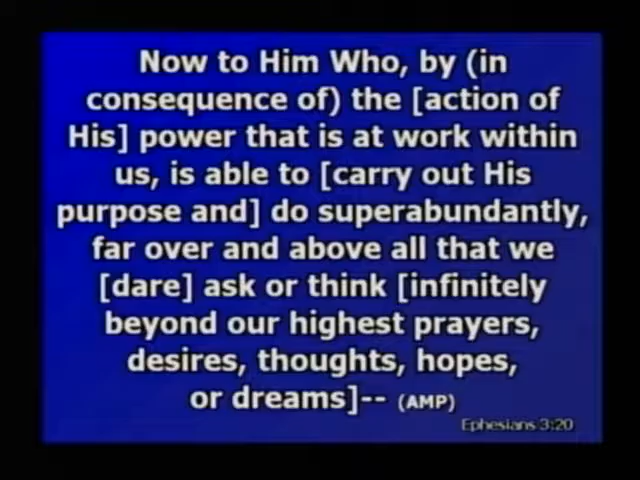 Now to Him Who, by (in
consequence of) the [action of
His] power that is at work within
us, is able to [carry out His
purpose and] do superabundantly,
far over and above all that we
[dare] ask or think [infinitely
beyond our highest prayers,
desires, thoughts, hopes,
or dreams]-- (AMP)
Ephesians 3:20